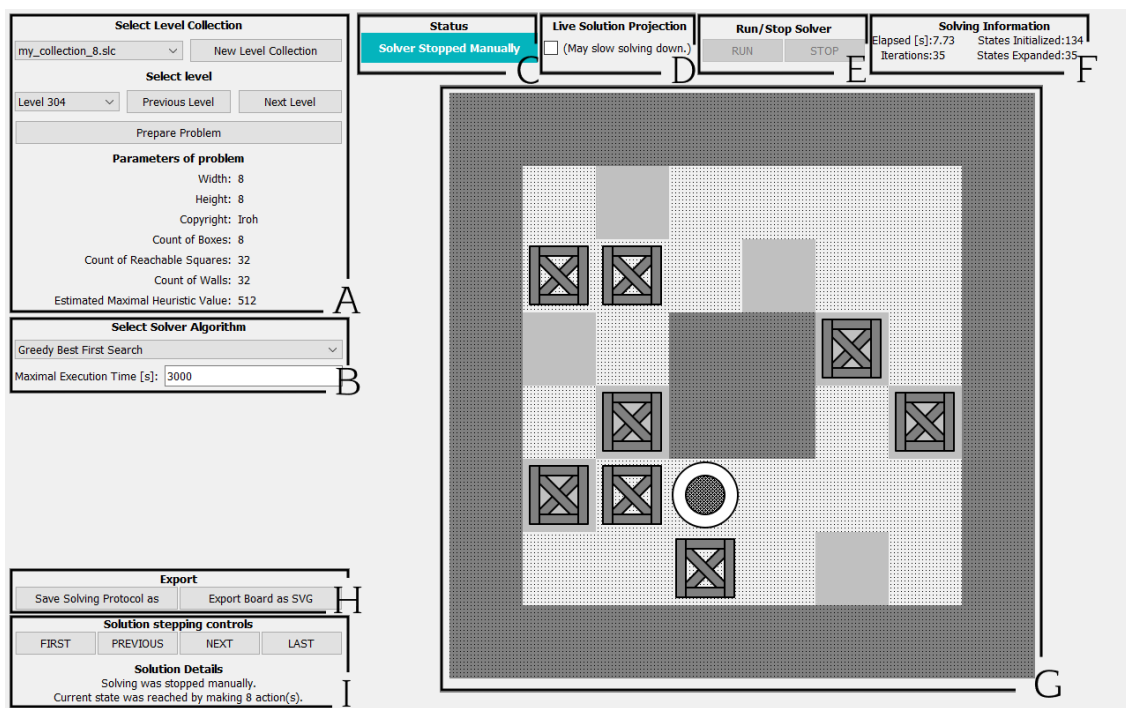 Select Level Collection
my_collection_8.slc New Level Collection
Select level
Level 304 Previous Level Next Level
Prepare Problem
Parameters of problem
Width: 8
Height: 8
Copyright: Iroh
Count of Boxes: 8
Count of Reachable Squares: 32
Count of Walls: 32
Estimated Maximal Heuristic Value: 512
A
Select Solver Algorithm
Greedy Best First Search
Maximal Execution Time [s]: 3000
B
Status
Solver Stopped Manually
C
Live Solution Projection
(May slow solving down.)
D
Run/Stop Solver
RUN STOP
E
Solving Information
Elapsed [s]:7.73 States Initialized:134
Iterations:35 States Expanded:35
F
G
Export
Save Solving Protocol as Export Board as SVG
H
Solution stepping controls
FIRST PREVIOUS NEXT LAST
Solution Details
Solving was stopped manually.
Current state was reached by making 8 action(s).
I